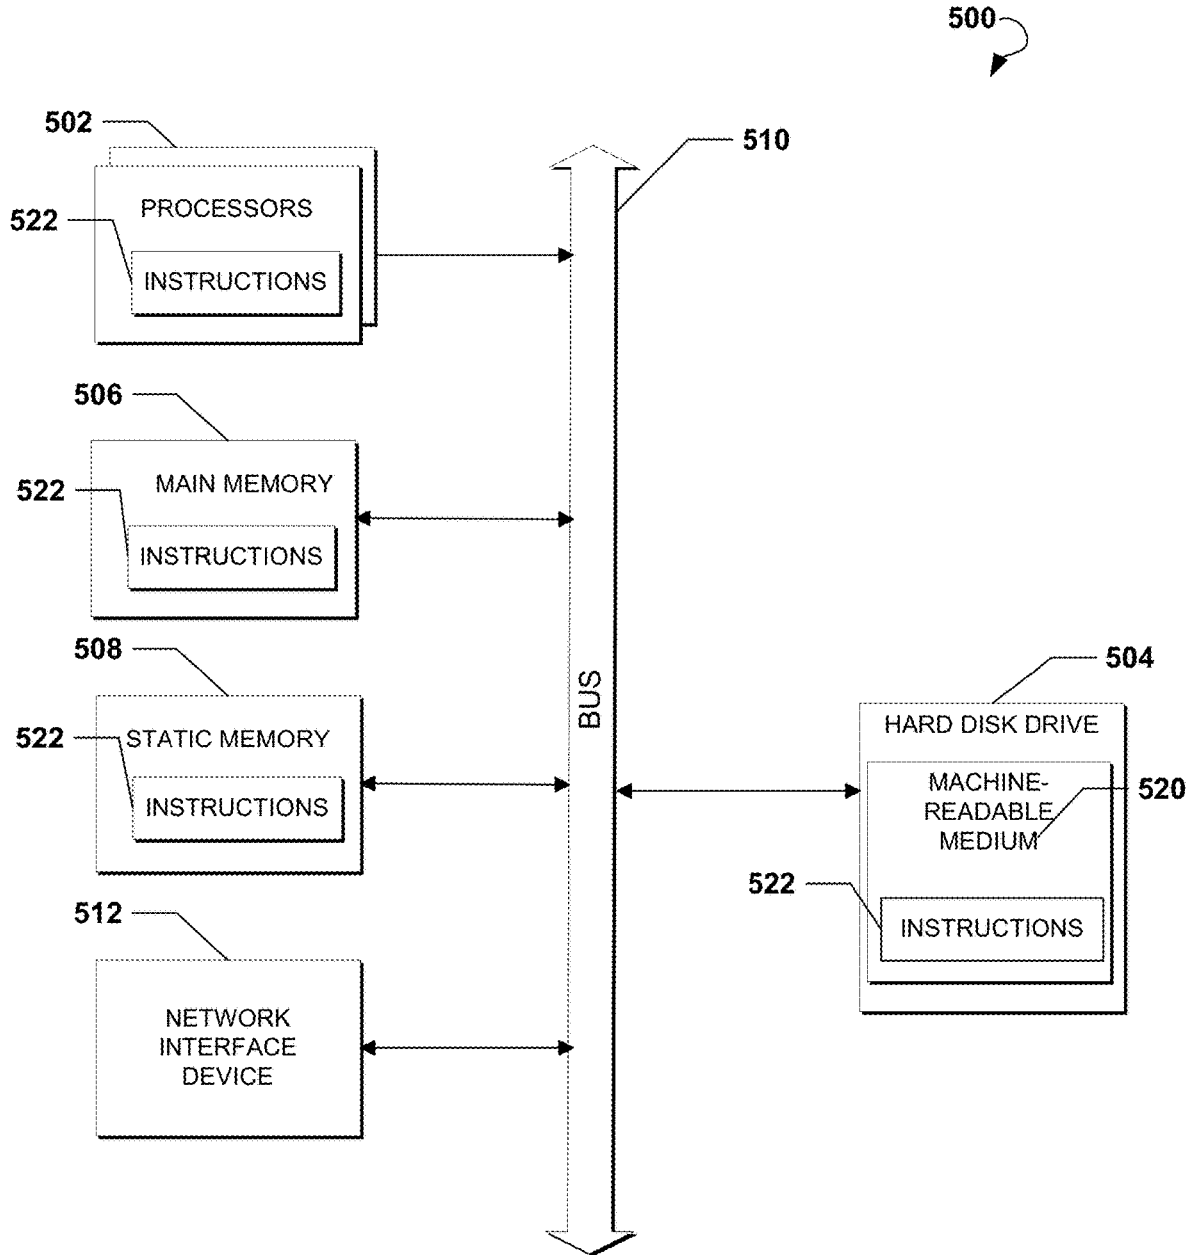 500
502
510
PROCESSORS
522
INSTRUCTIONS
506
MAIN MEMORY
522
INSTRUCTIONS
508
504
BUS
HARD DISK DRIVE
STATIC MEMORY
522
INSTRUCTIONS
MACHINE-
READABLE
MEDIUM
520
522
INSTRUCTIONS
512
NETWORK
INTERFACE
DEVICE